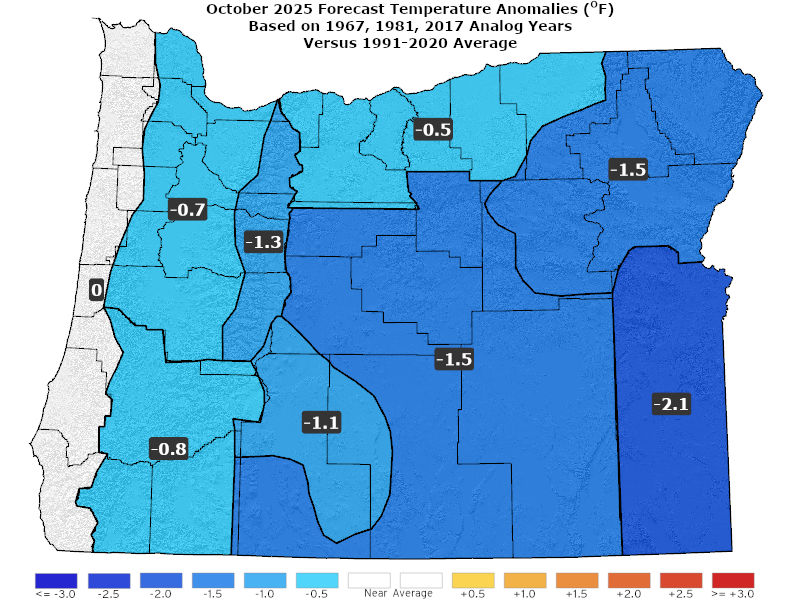 October 2025 Forecast Temperature Anomalies (°F)
Based on 1967, 1981, 2017 Analog Years
Versus 1991-2020 Average
-0.5
-1.5
-0.7
-1.3
0
-1.5
-2.1
-1.1
-0.8
<= -3.0 -2.5 -2.0 -1.5 -1.0 -0.5 Near Average +0.5 +1.0 +1.5 +2.0 +2.5 >= +3.0